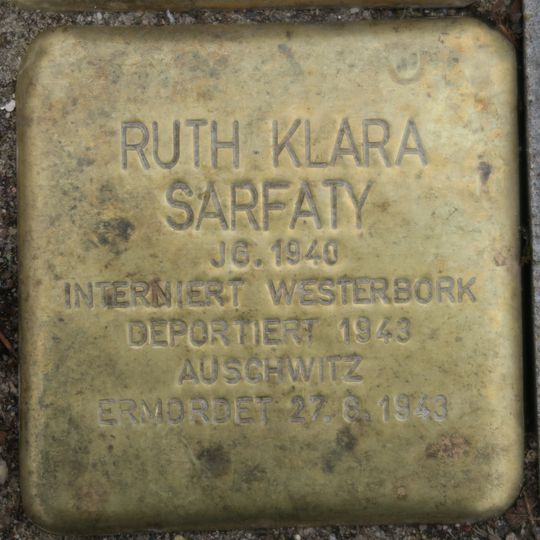 RUTH KLARA
SARFATY
JG. 1940
INTERNIERT WESTERBORK
DEPORTIERT 1943
AUSCHWITZ
ERMORDET 27.8.1943